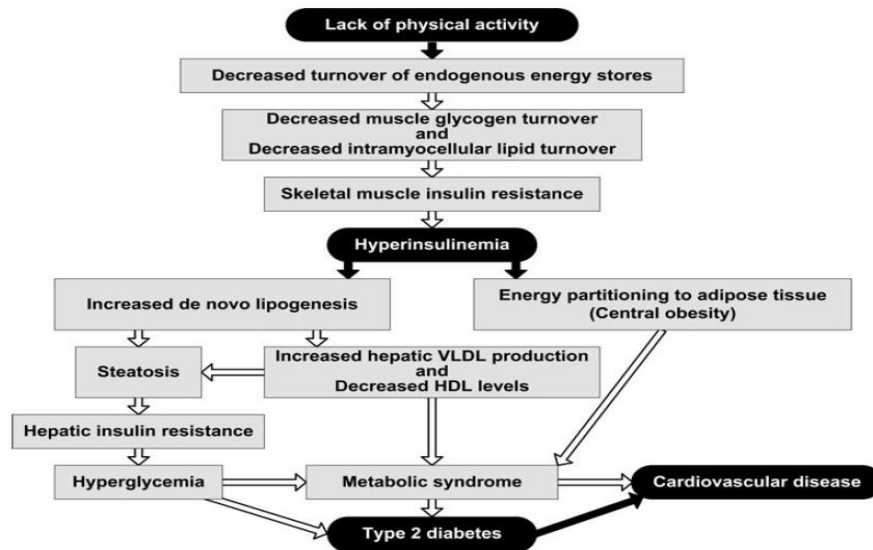 Lack of physical activity
Decreased turnover of endogenous energy stores
Decreased muscle glycogen turnover
and
Decreased intramyocellular lipid turnover
Skeletal muscle insulin resistance
Hyperinsulinemia
Increased de novo lipogenesis
Energy partitioning to adipose tissue
(Central obesity)
Steatosis
Increased hepatic VLDL production
and
Decreased HDL levels
Hepatic insulin resistance
Hyperglycemia
Metabolic syndrome
Cardiovascular disease
Type 2 diabetes